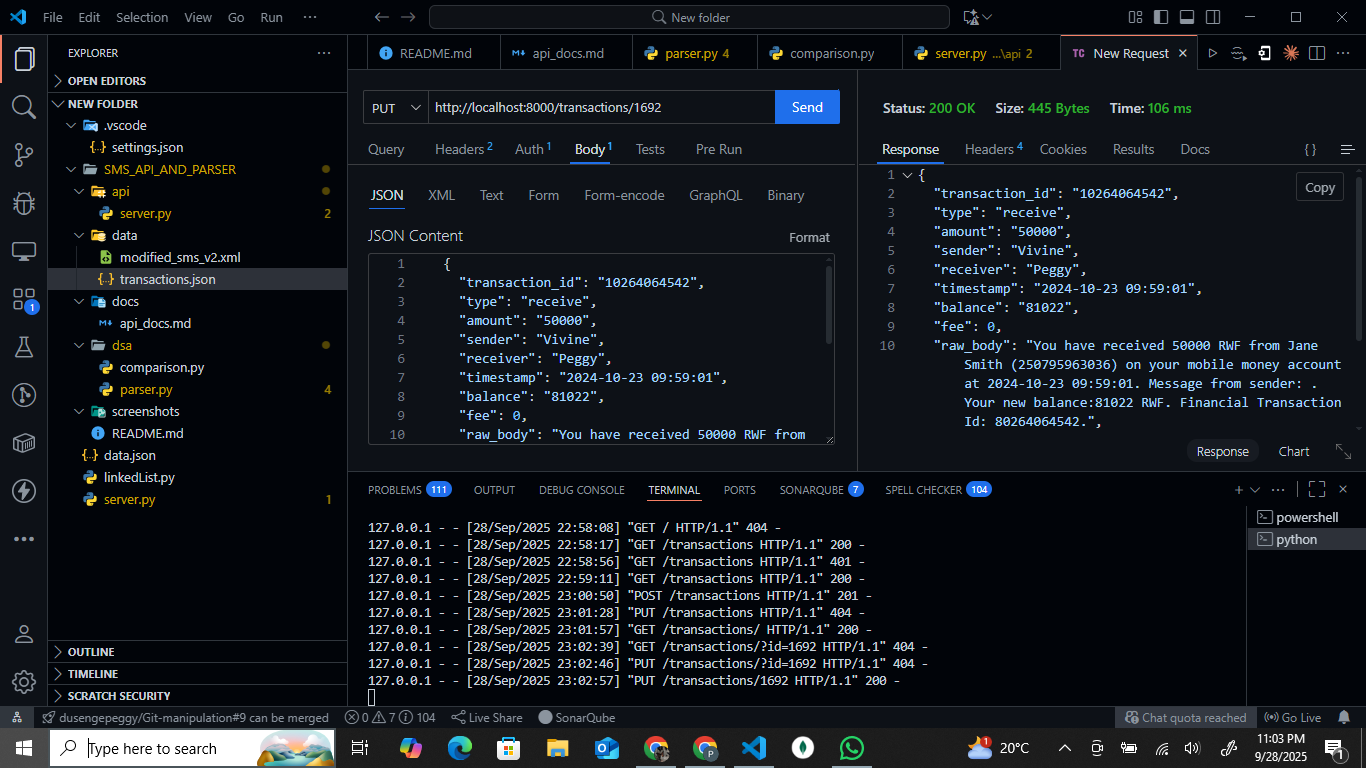 File Edit Selection View Go Run ··· New folder
EXPLORER ···
OPEN EDITORS
NEW FOLDER
.vscode
settings.json
SMS_API_AND_PARSER
api
server.py 2
data
modified_sms_v2.xml
transactions.json
docs
api_docs.md
dsa
comparison.py
parser.py 4
screenshots
README.md
data.json
linkedList.py
server.py 1
OUTLINE
TIMELINE
SCRATCH SECURITY
1
README.md api_docs.md parser.py 4 comparison.py server.py ...\api 2 TC New Request
PUT http://localhost:8000/transactions/1692 Send
Query Headers 2 Auth 1 Body 1 Tests Pre Run
JSON XML Text Form Form-encode GraphQL Binary
JSON Content Format
1 {
2 "transaction_id": "10264064542",
3 "type": "receive",
4 "amount": "50000",
5 "sender": "Vivine",
6 "receiver": "Peggy",
7 "timestamp": "2024-10-23 09:59:01",
8 "balance": "81022",
9 "fee": 0,
10 "raw_body": "You have received 50000 RWF from
Status: 200 OK Size: 445 Bytes Time: 106 ms
Response Headers 4 Cookies Results Docs {}
Copy
1 {
2 "transaction_id": "10264064542",
3 "type": "receive",
4 "amount": "50000",
5 "sender": "Vivine",
6 "receiver": "Peggy",
7 "timestamp": "2024-10-23 09:59:01",
8 "balance": "81022",
9 "fee": 0,
10 "raw_body": "You have received 50000 RWF from Jane
Smith (250795963036) on your mobile money account
at 2024-10-23 09:59:01. Message from sender: .
Your new balance:81022 RWF. Financial Transaction
Id: 80264064542.",
Response Chart
PROBLEMS 111 OUTPUT DEBUG CONSOLE TERMINAL PORTS SONARQUBE 7 SPELL CHECKER 104
127.0.0.1 - - [28/Sep/2025 22:58:08] "GET / HTTP/1.1" 404 -
127.0.0.1 - - [28/Sep/2025 22:58:17] "GET /transactions HTTP/1.1" 200 -
127.0.0.1 - - [28/Sep/2025 22:58:56] "GET /transactions HTTP/1.1" 401 -
127.0.0.1 - - [28/Sep/2025 22:59:11] "GET /transactions HTTP/1.1" 200 -
127.0.0.1 - - [28/Sep/2025 23:00:50] "POST /transactions HTTP/1.1" 201 -
127.0.0.1 - - [28/Sep/2025 23:01:28] "PUT /transactions HTTP/1.1" 404 -
127.0.0.1 - - [28/Sep/2025 23:01:57] "GET /transactions/ HTTP/1.1" 200 -
127.0.0.1 - - [28/Sep/2025 23:02:39] "GET /transactions/?id=1692 HTTP/1.1" 404 -
127.0.0.1 - - [28/Sep/2025 23:02:46] "PUT /transactions/?id=1692 HTTP/1.1" 404 -
127.0.0.1 - - [28/Sep/2025 23:02:57] "PUT /transactions/1692 HTTP/1.1" 200 -
powershell
python
dusengepeggy/Git-manipulation#9 can be merged 0 7 104 Live Share SonarQube Chat quota reached Go Live
Type here to search 1 20°C 11:03 PM
9/28/2025
1